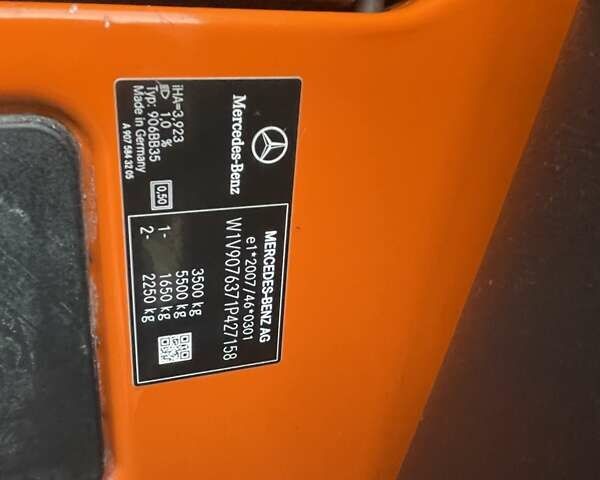 Mercedes-Benz
iHA=3.923
1,0 %
Typ: 906BB35
Made in Germany
A 907 584 32 05
0,50
MERCEDES-BENZ AG
e1*2007/46*0301
W1V9076371P427158
3500 kg
5500 kg
1- 1650 kg
2- 2250 kg